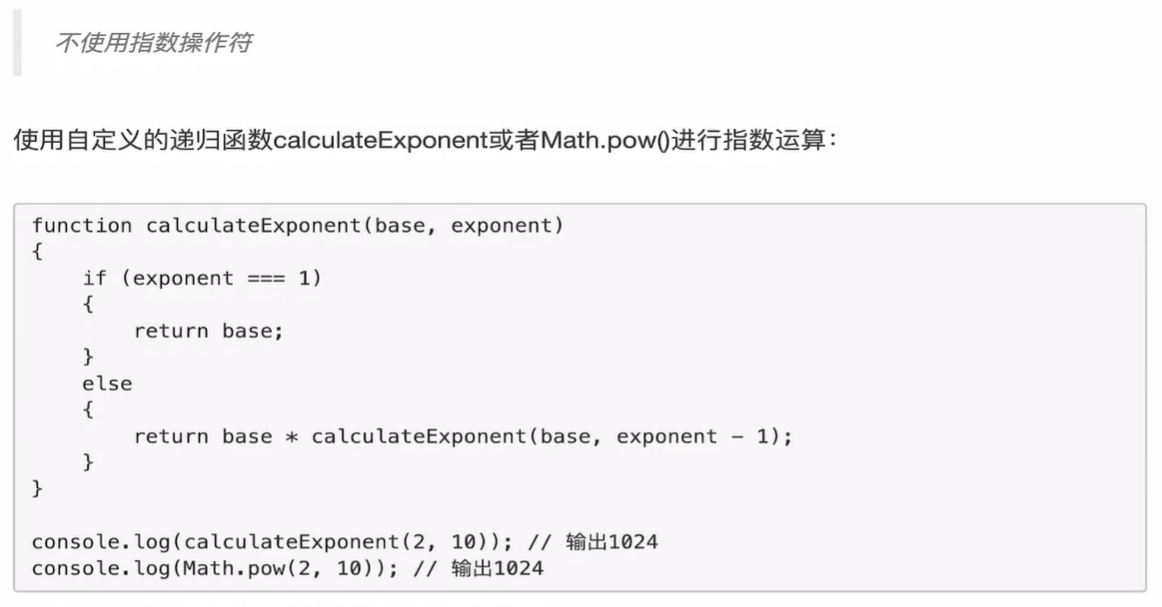 不使用指数操作符
使用自定义的递归函数calculateExponent或者Math.pow()进行指数运算：
function calculateExponent(base, exponent)
{
    if (exponent === 1)
    {
        return base;
    }
    else
    {
        return base * calculateExponent(base, exponent - 1);
    }
}
console.log(calculateExponent(2, 10)); // 输出1024
console.log(Math.pow(2, 10)); // 输出1024